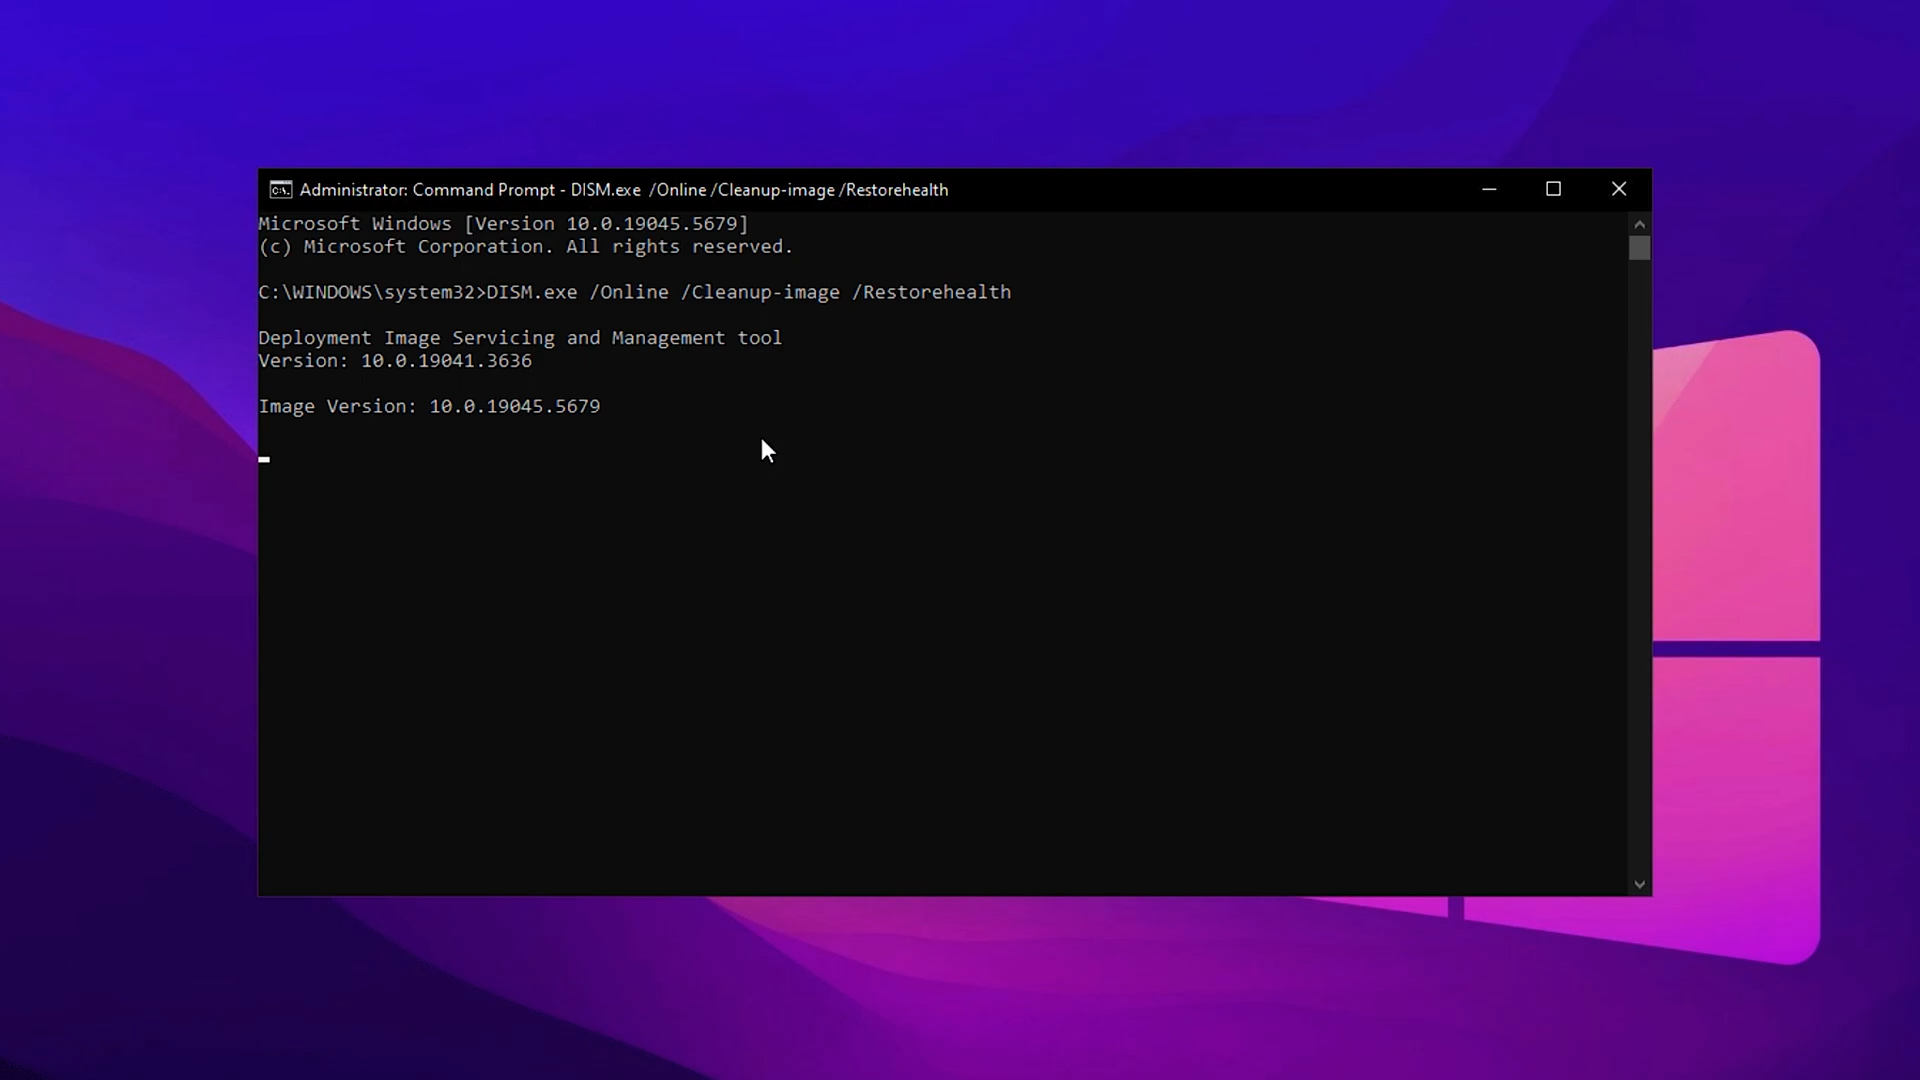 Administrator: Command Prompt - DISM.exe /Online /Cleanup-image /Restorehealth
Microsoft Windows [Version 10.0.19045.5679]
(c) Microsoft Corporation. All rights reserved.
C:\WINDOWS\system32>DISM.exe /Online /Cleanup-image /Restorehealth
Deployment Image Servicing and Management tool
Version: 10.0.19041.3636
Image Version: 10.0.19045.5679